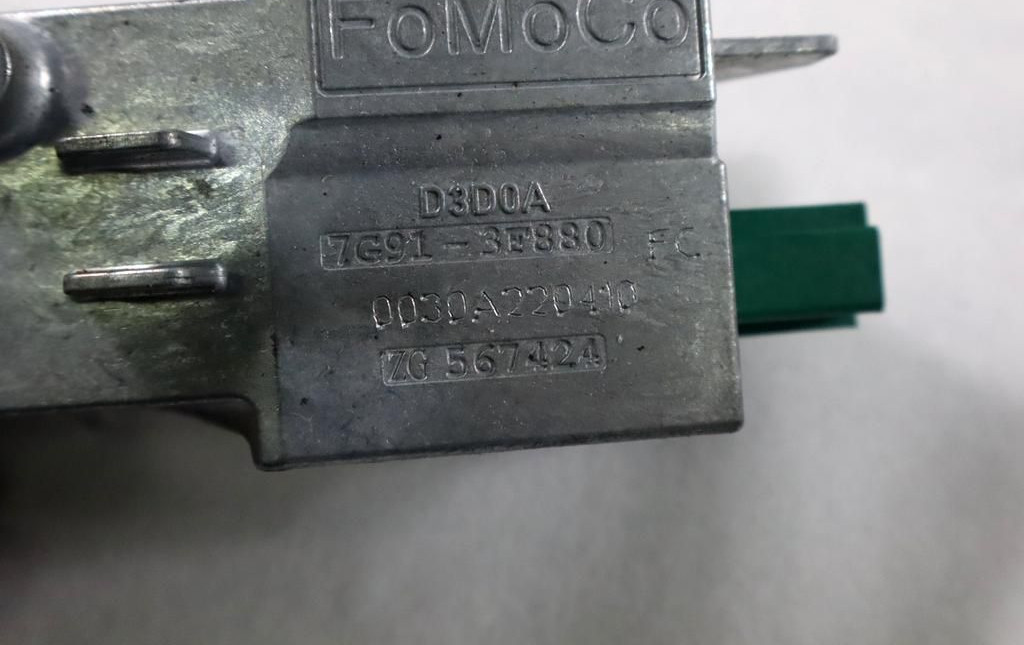 FoMoCo
D3D0A
7G91-3F880 FC
0030A220410
ZG 567424